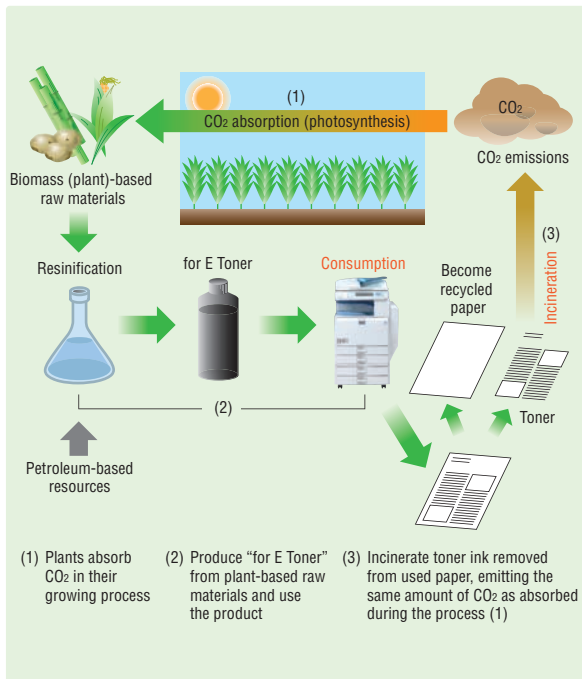 (1)
CO2 absorption (photosynthesis)
CO2
CO2 emissions
Biomass (plant)-based
raw materials
(3)
Incineration
Resinification
for E Toner
Consumption
Become
recycled
paper
(2)
Toner
Petroleum-based
resources
(1) Plants absorb
CO2 in their
growing process
(2) Produce “for E Toner”
from plant-based raw
materials and use
the product
(3) Incinerate toner ink removed
from used paper, emitting the
same amount of CO2 as absorbed
during the process (1)